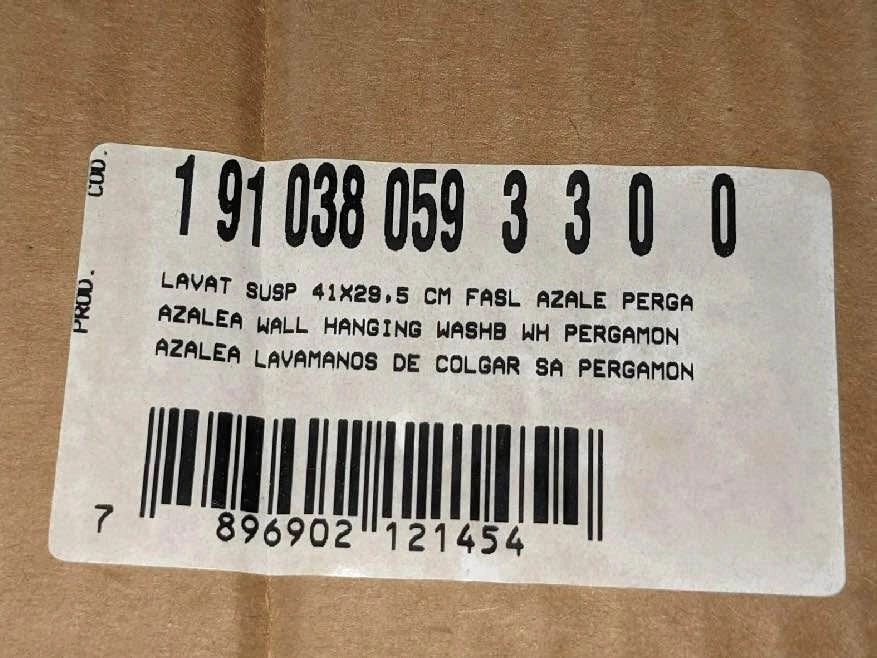 COD.
1 91 038 059 3 3 0 0
PROD.
LAVAT SUSP 41X29,5 CM FASL AZALE PERGA
AZALEA WALL HANGING WASHB WH PERGAMON
AZALEA LAVAMANOS DE COLGAR SA PERGAMON
7 896902 121454